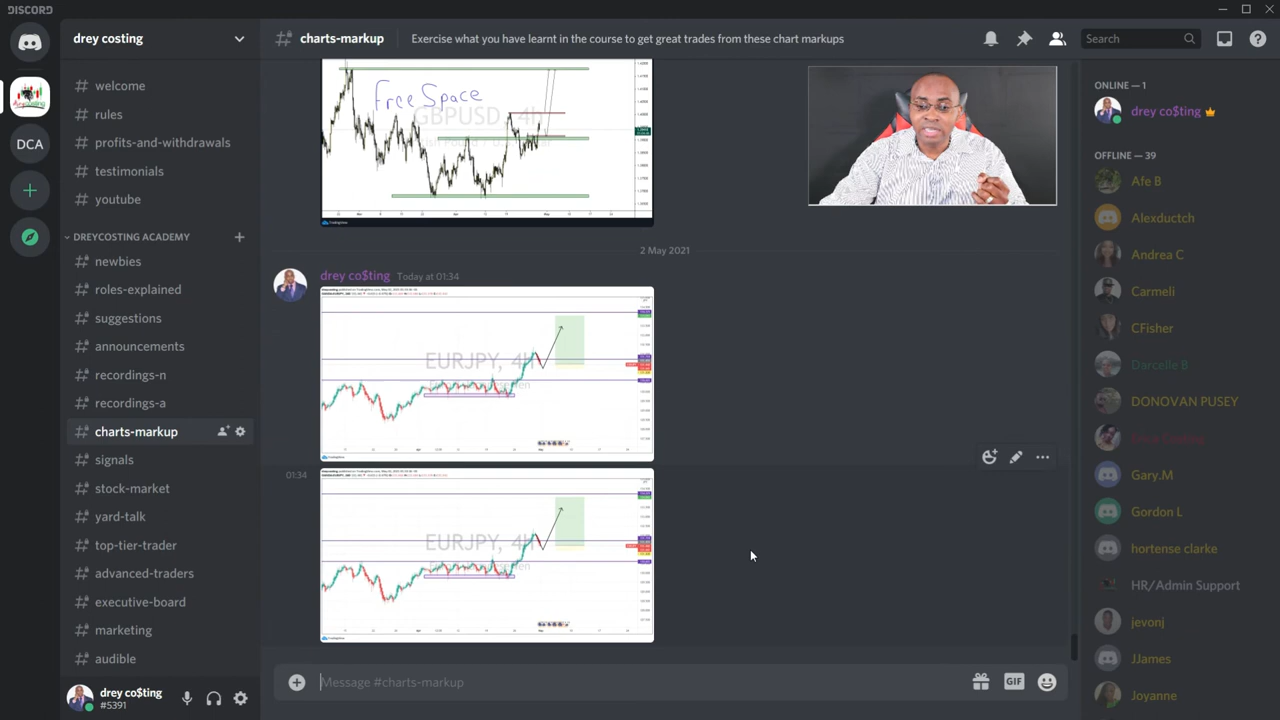 DISCORD
drey costing
charts-markup
Exercise what you have learnt in the course to get great trades from these chart markups
Search
DCA
welcome
rules
profits-and-withdrawals
testimonials
youtube
DREYCOSTING ACADEMY
newbies
roles-explained
suggestions
announcements
recordings-n
recordings-a
charts-markup
goals
stock-market
yard-talk
top-tier-trader
advanced-traders
executive-board
marketing
audible
drey co$ting
#5391
Free Space
GBPUSD, 4h
2 May 2021
drey co$ting Today at 01:34
EURJPY, 4h
01:34
EURJPY, 4h
Message #charts-markup
GIF
ONLINE — 1
drey co$ting
OFFLINE — 39
Afe B
Alexductch
Andrea C
Carmeli
CFisher
Darcelle B
DONOVAN PUSEY
Gary.M
Gordon L
hortense clarke
HR/Admin Support
jevonj
JJames
Joyanne